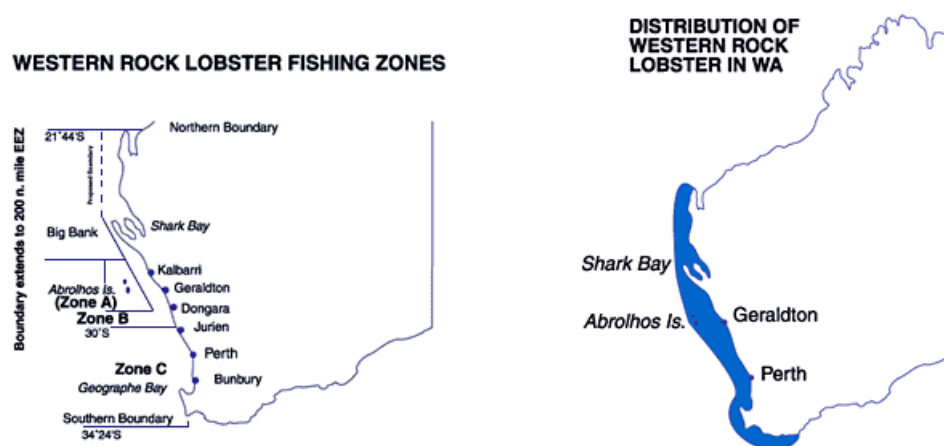 WESTERN ROCK LOBSTER FISHING ZONES
Boundary extends to 200 n. mile EEZ
21°44'S
Northern Boundary
Proposed Boundary
Big Bank
Shark Bay
Kalbarri
Abrolhos Is.
(Zone A)
Geraldton
Zone B
Dongara
30°S
Jurien
Perth
Zone C
Geographe Bay
Bunbury
Southern Boundary
34°24'S
DISTRIBUTION OF
WESTERN ROCK
LOBSTER IN WA
Shark Bay
Abrolhos Is.
Geraldton
Perth